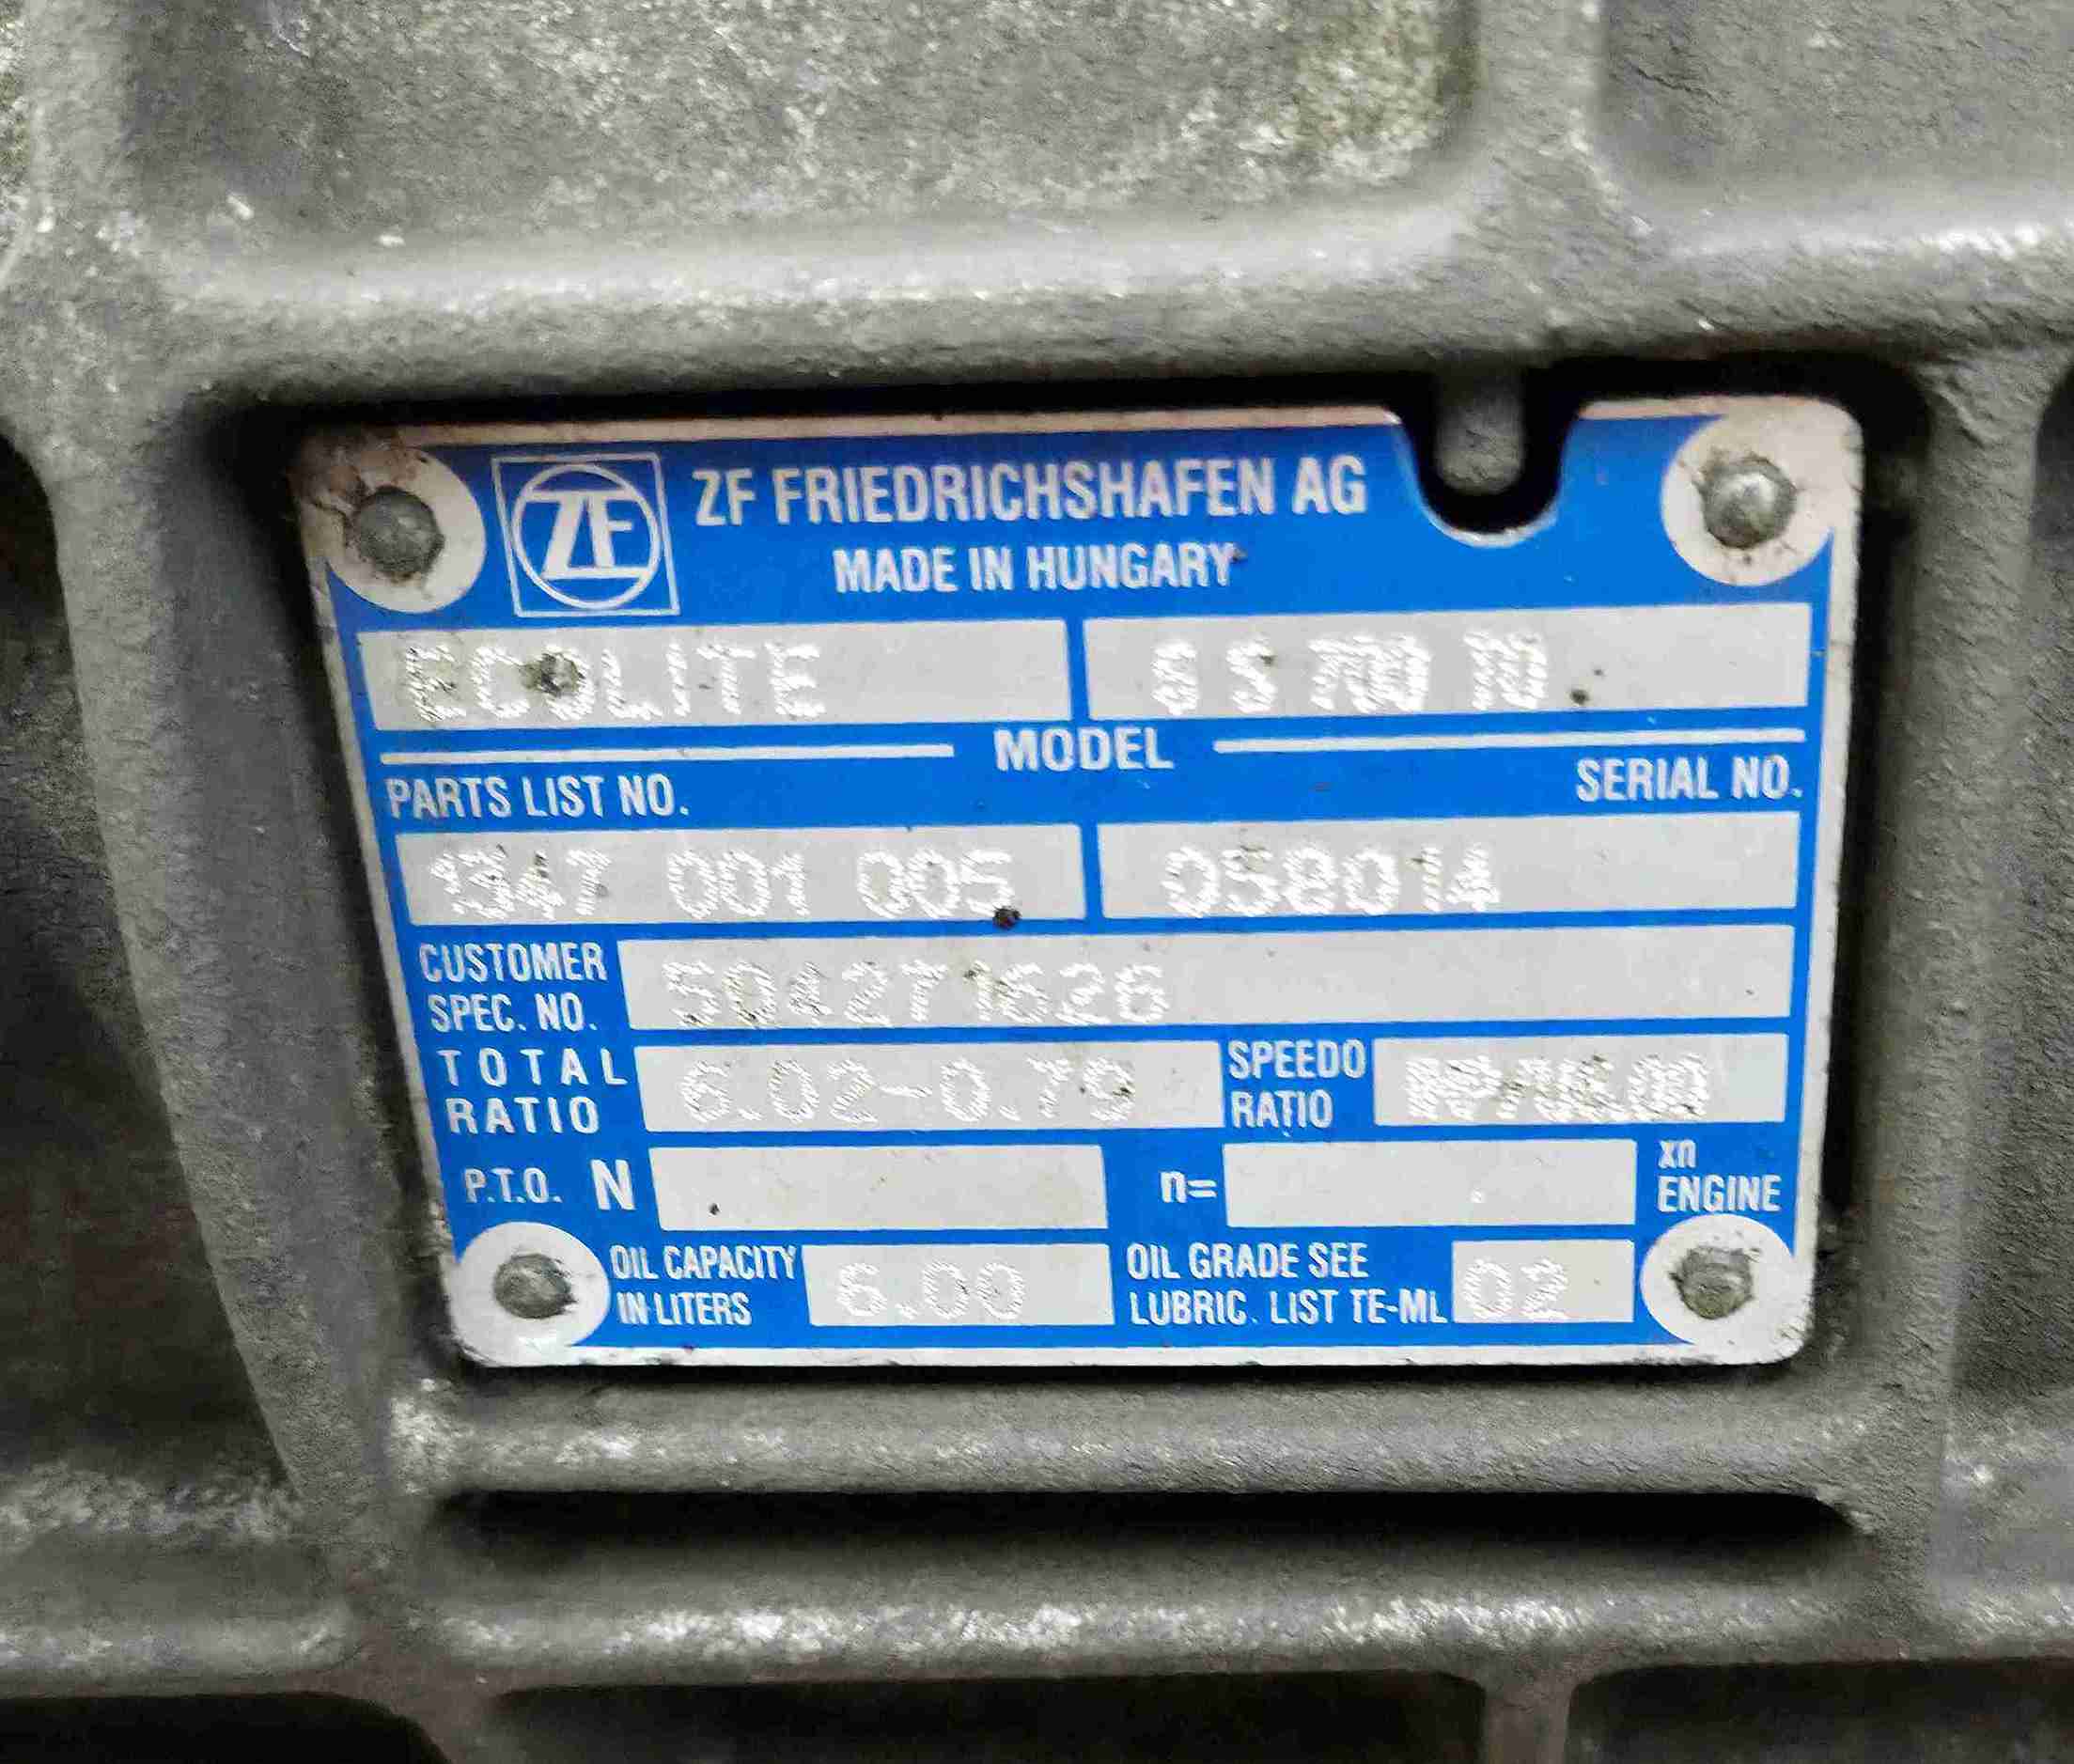 ZF
ZF FRIEDRICHSHAFEN AG
MADE IN HUNGARY
ECOLITE 6 S 700 TO
MODEL
PARTS LIST NO. SERIAL NO.
1347 001 005 058014
CUSTOMER SPEC. NO. 504271626
TOTAL RATIO 6.02-0.79 SPEEDO RATIO
P.T.O. N n= xn ENGINE
OIL CAPACITY IN LITERS 6.00 OIL GRADE SEE LUBRIC. LIST TE-ML 02